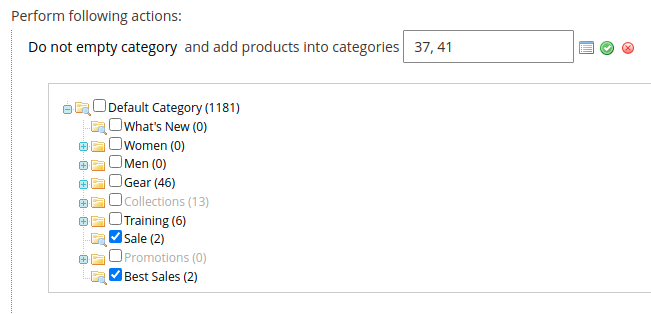 Perform following actions:
Do not empty category and add products into categories 37, 41
Default Category (1181)
What's New (0)
Women (0)
Men (0)
Gear (46)
Collections (13)
Training (6)
Sale (2)
Promotions (0)
Best Sales (2)